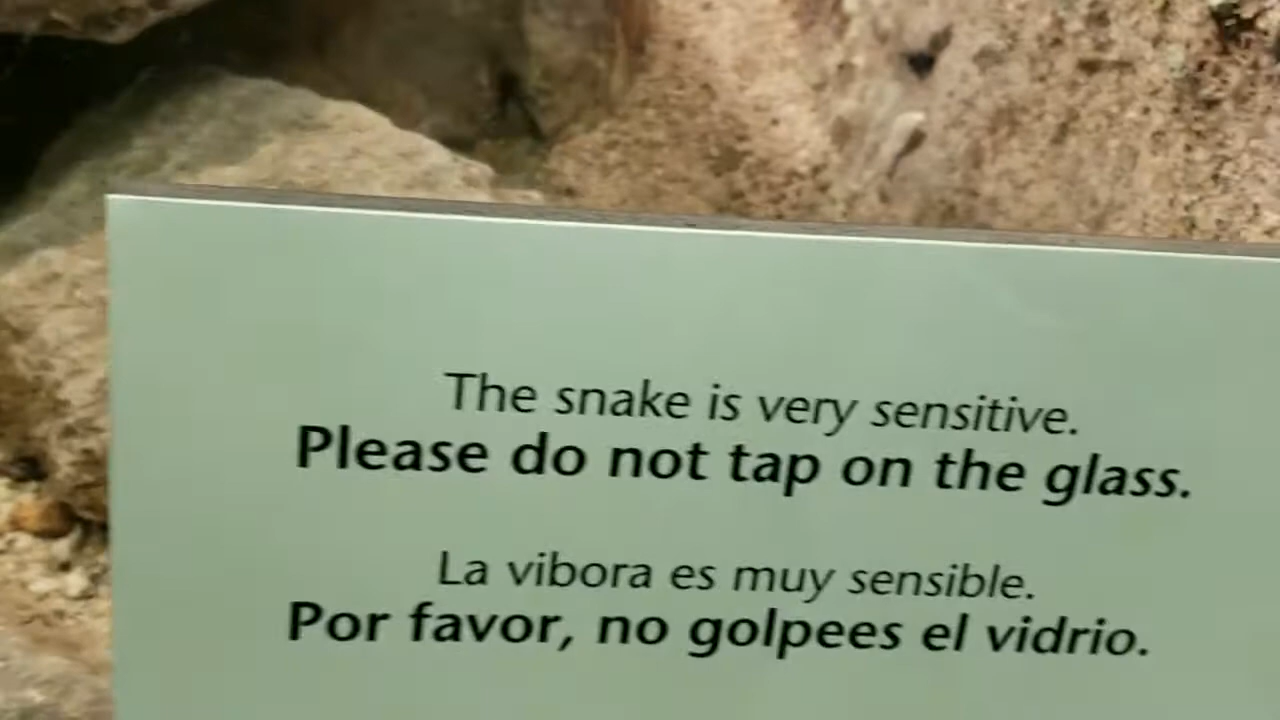 The snake is very sensitive.
Please do not tap on the glass.
La vibora es muy sensible.
Por favor, no golpees el vidrio.